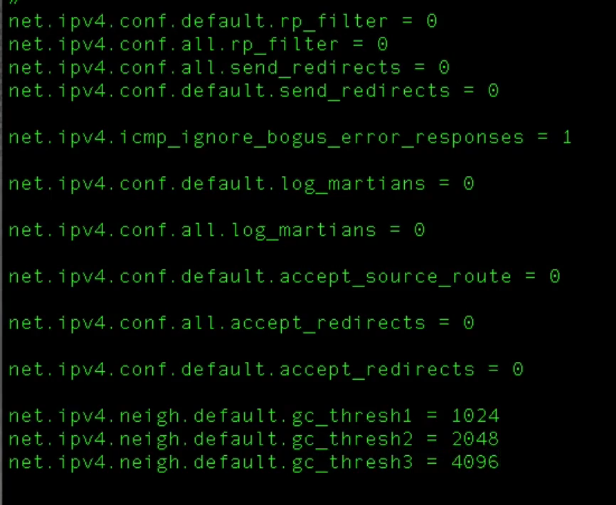 net.ipv4.conf.default.rp_filter = 0
net.ipv4.conf.all.rp_filter = 0
net.ipv4.conf.all.send_redirects = 0
net.ipv4.conf.default.send_redirects = 0
net.ipv4.icmp_ignore_bogus_error_responses = 1
net.ipv4.conf.default.log_martians = 0
net.ipv4.conf.all.log_martians = 0
net.ipv4.conf.default.accept_source_route = 0
net.ipv4.conf.all.accept_redirects = 0
net.ipv4.conf.default.accept_redirects = 0
net.ipv4.neigh.default.gc_thresh1 = 1024
net.ipv4.neigh.default.gc_thresh2 = 2048
net.ipv4.neigh.default.gc_thresh3 = 4096